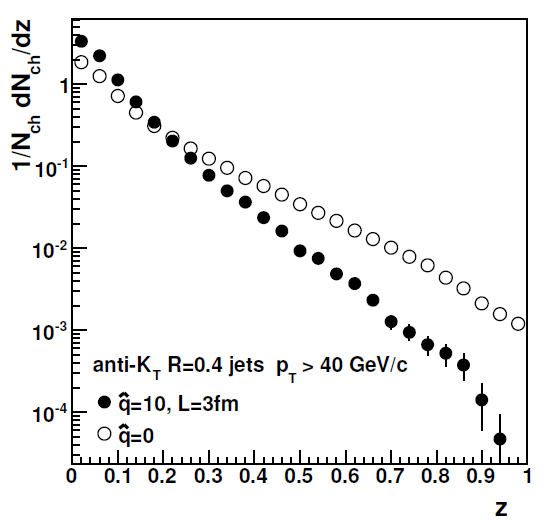 1/N_ch dN_ch/dz
1
10^-1
10^-2
10^-3
10^-4
anti-K_T R=0.4 jets p_T > 40 GeV/c
q̂=10, L=3fm
q̂=0
0 0.1 0.2 0.3 0.4 0.5 0.6 0.7 0.8 0.9 1
z